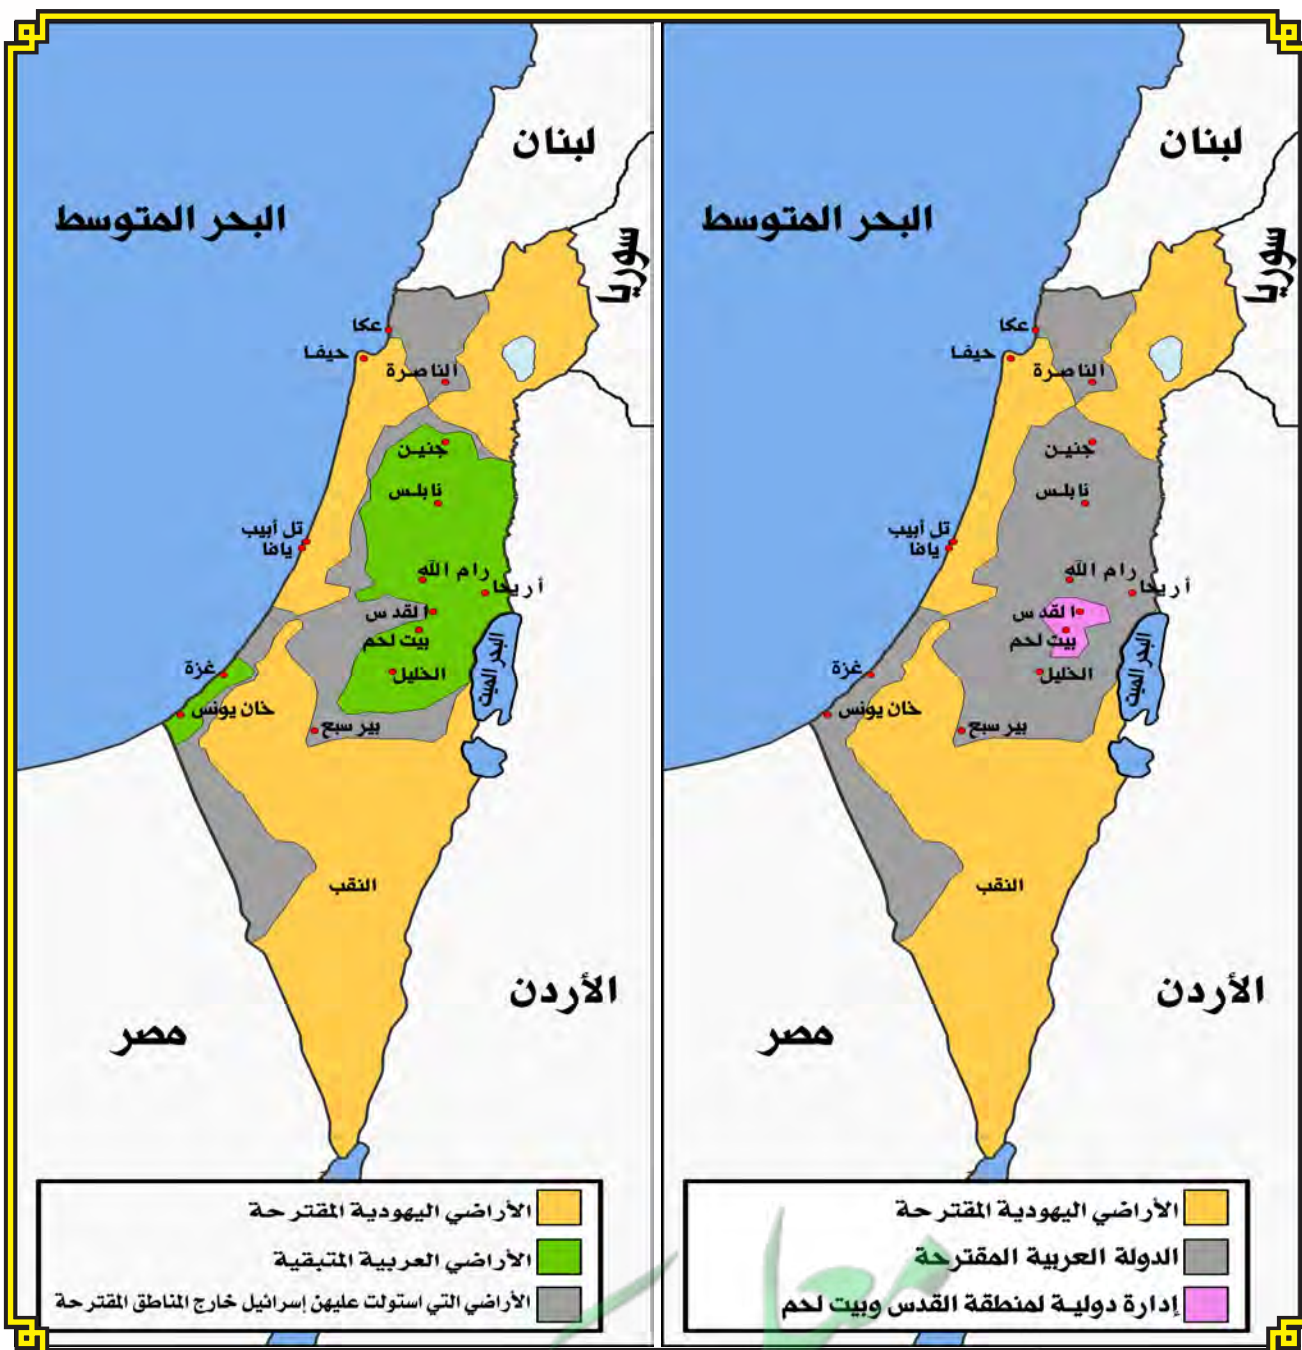 لبنان
البحر المتوسط
سوريا
عكا
حيفا
الناصرة
جنين
نابلس
تل أبيب
يافا
رام الله
أريحا
القدس
بيت لحم
البحر الميت
الخليل
غزة
خان يونس
بير سبع
النقب
الأردن
مصر
الأراضي اليهودية المقترحة
الدولة العربية المقترحة
إدارة دولية لمنطقة القدس وبيت لحم
لبنان
البحر المتوسط
سوريا
عكا
حيفا
الناصرة
جنين
نابلس
تل أبيب
يافا
رام الله
أريحا
القدس
بيت لحم
البحر الميت
الخليل
غزة
خان يونس
بير سبع
النقب
الأردن
مصر
الأراضي اليهودية المقترحة
الأراضي العربية المتبقية
الأراضي التي استولت عليهن إسرائيل خارج المناطق المقترحة